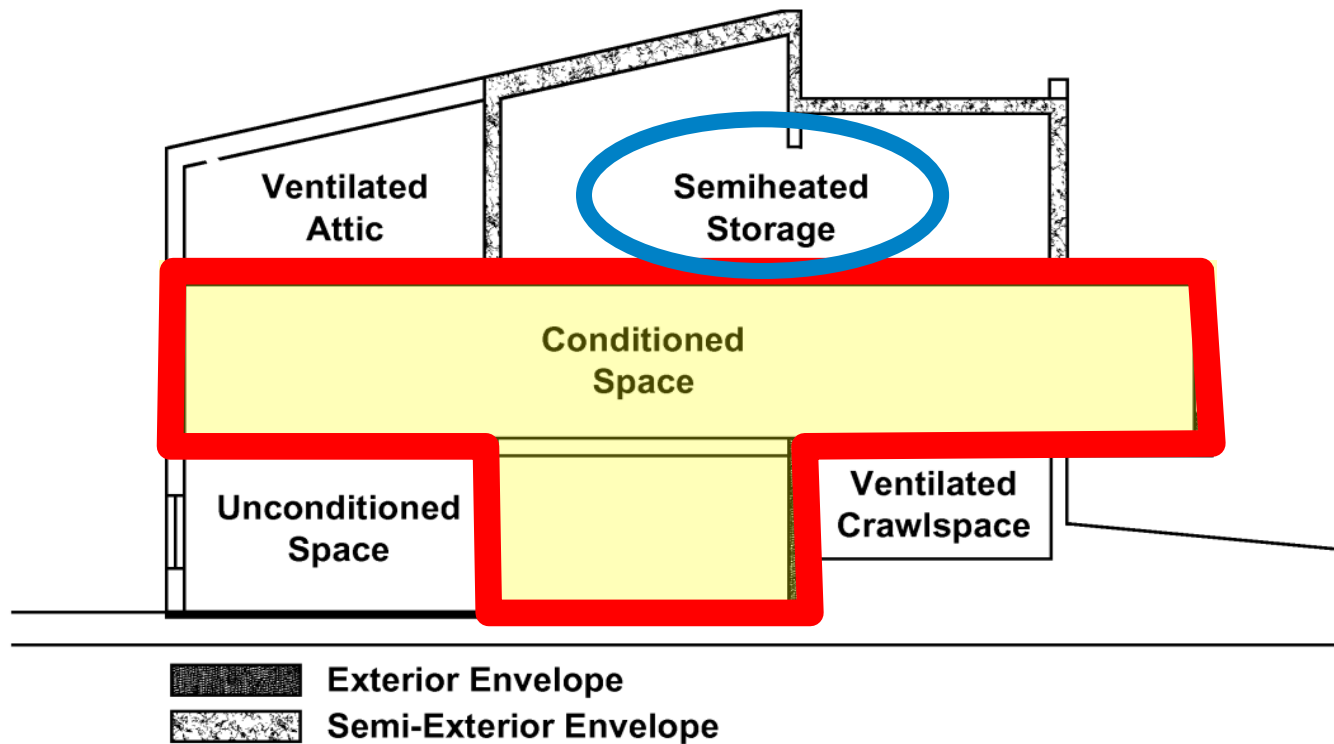 Ventilated
Attic
Semiheated
Storage
Conditioned
Space
Unconditioned
Space
Ventilated
Crawlspace
Exterior Envelope
Semi-Exterior Envelope